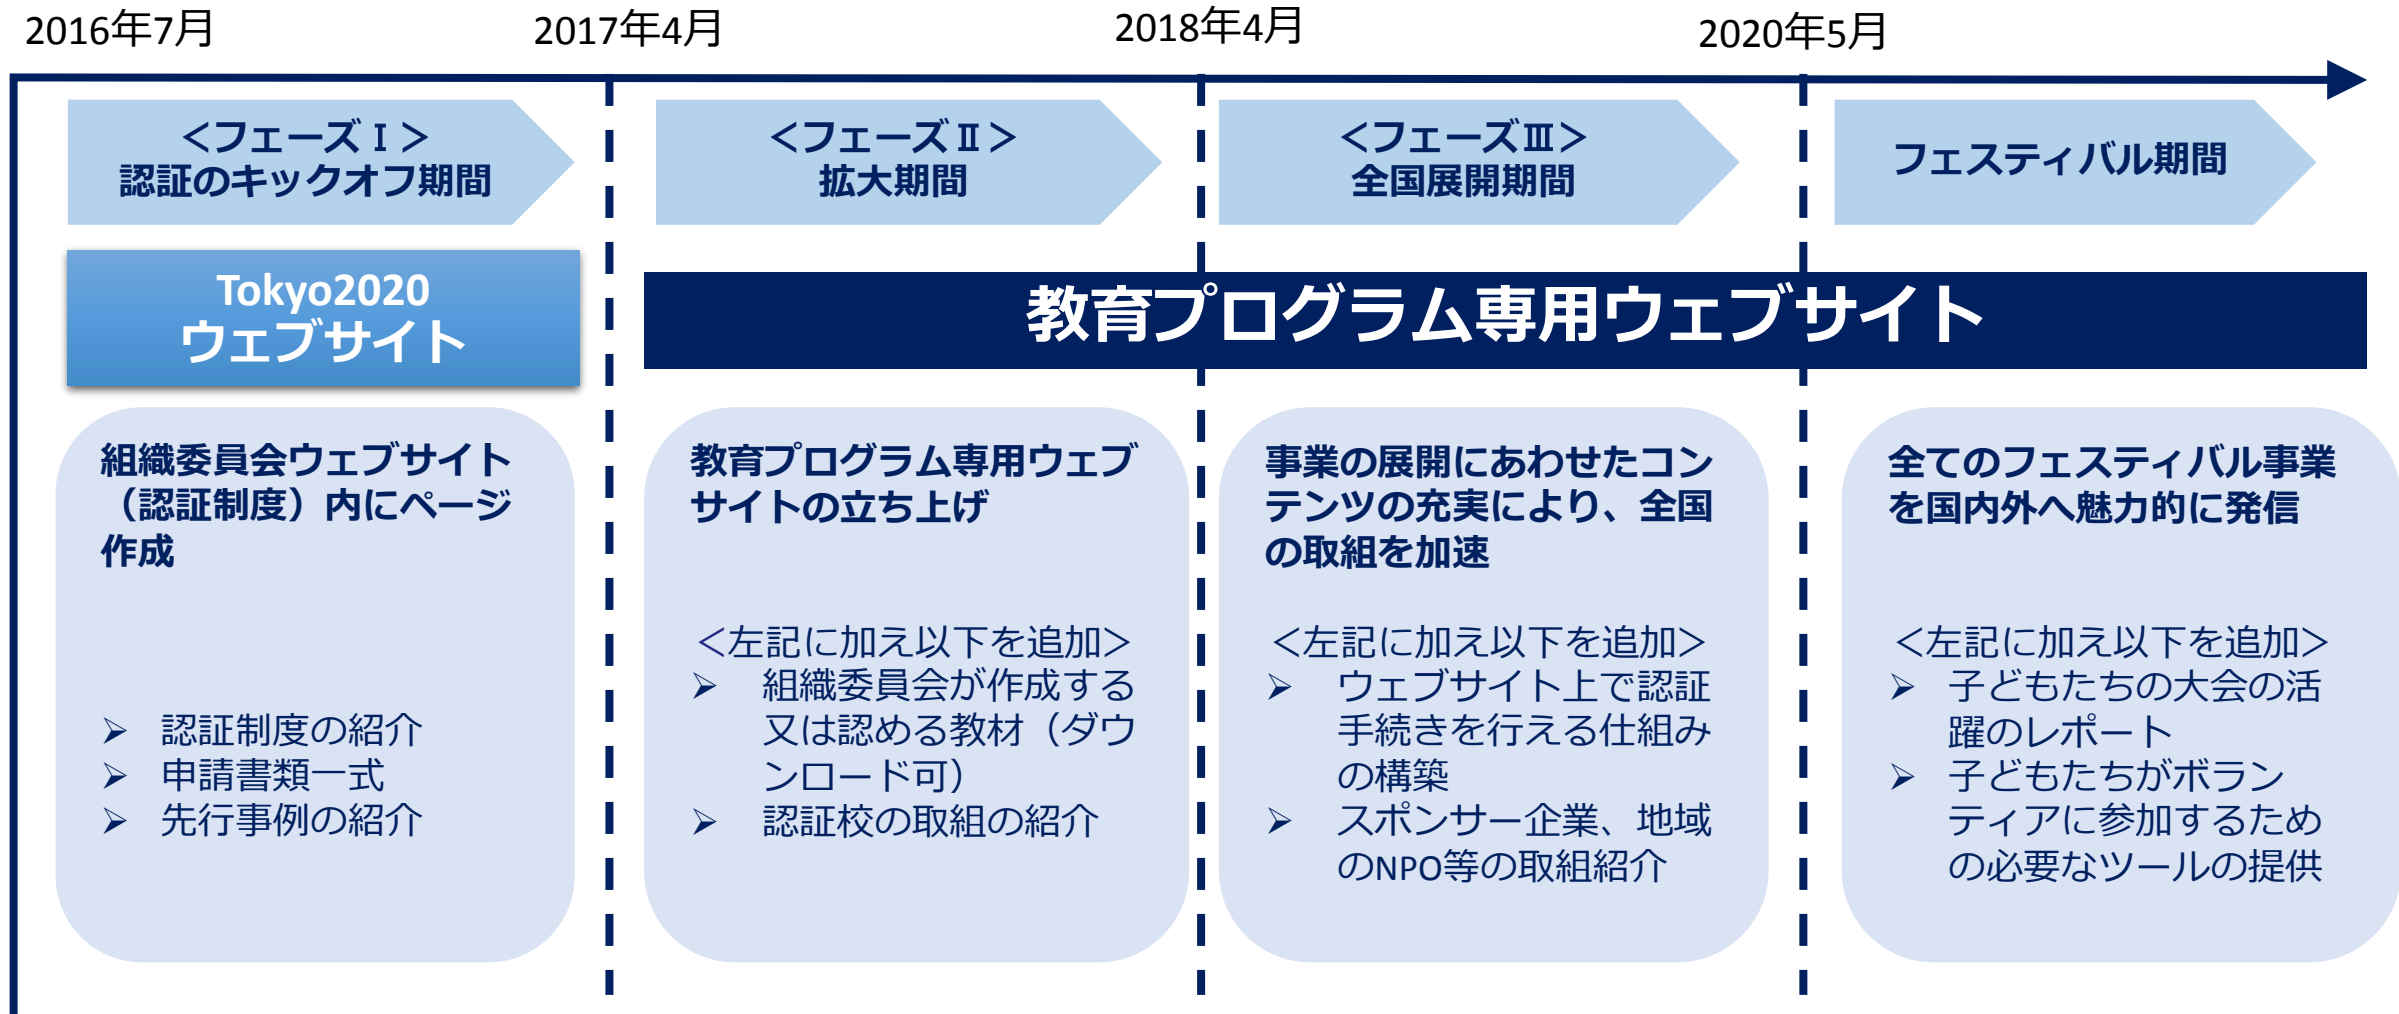 2016年7月
2017年4月
2018年4月
2020年5月
＜フェーズⅠ＞
認証のキックオフ期間
＜フェーズⅡ＞
拡大期間
＜フェーズⅢ＞
全国展開期間
フェスティバル期間
Tokyo2020
ウェブサイト
教育プログラム専用ウェブサイト
組織委員会ウェブサイト
（認証制度）内にページ
作成
➢ 認証制度の紹介
➢ 申請書類一式
➢ 先行事例の紹介
教育プログラム専用ウェブ
サイトの立ち上げ
＜左記に加え以下を追加＞
➢ 組織委員会が作成する
又は認める教材（ダウ
ンロード可）
➢ 認証校の取組の紹介
事業の展開にあわせたコン
テンツの充実により、全国
の取組を加速
＜左記に加え以下を追加＞
➢ ウェブサイト上で認証
手続きを行える仕組み
の構築
➢ スポンサー企業、地域
のNPO等の取組紹介
全てのフェスティバル事業
を国内外へ魅力的に発信
＜左記に加え以下を追加＞
➢ 子どもたちの大会の活
躍のレポート
➢ 子どもたちがボラン
ティアに参加するため
の必要なツールの提供